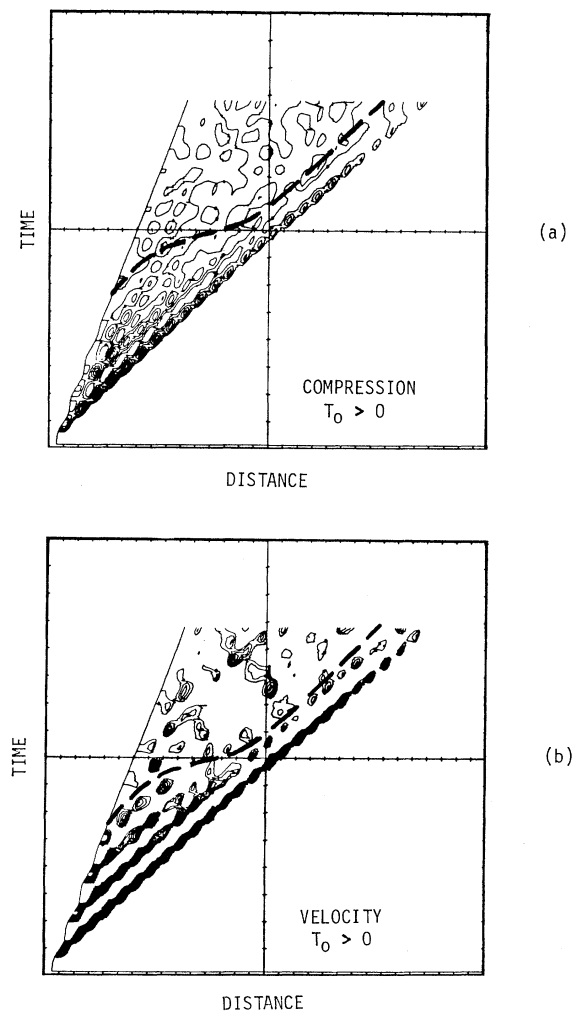 TIME
(a)
COMPRESSION
T₀ > 0
DISTANCE
TIME
(b)
VELOCITY
T₀ > 0
DISTANCE